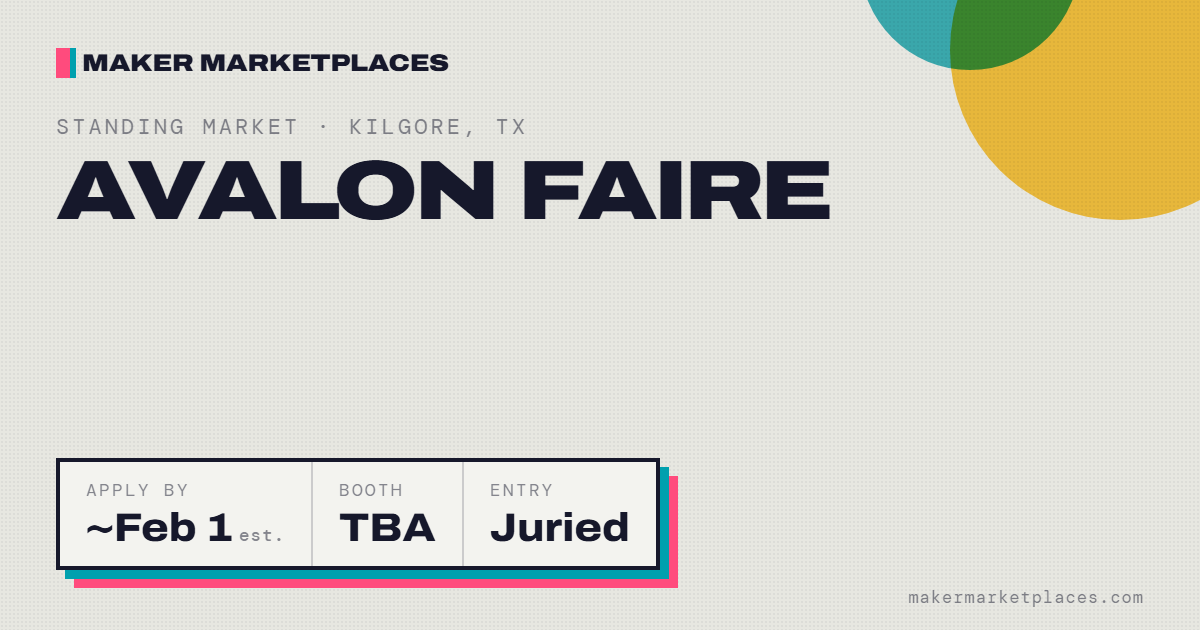 MAKER MARKETPLACES
STANDING MARKET · KILGORE, TX
AVALON FAIRE
APPLY BY
~Feb 1 est.
BOOTH
TBA
ENTRY
Juried
makermarketplaces.com